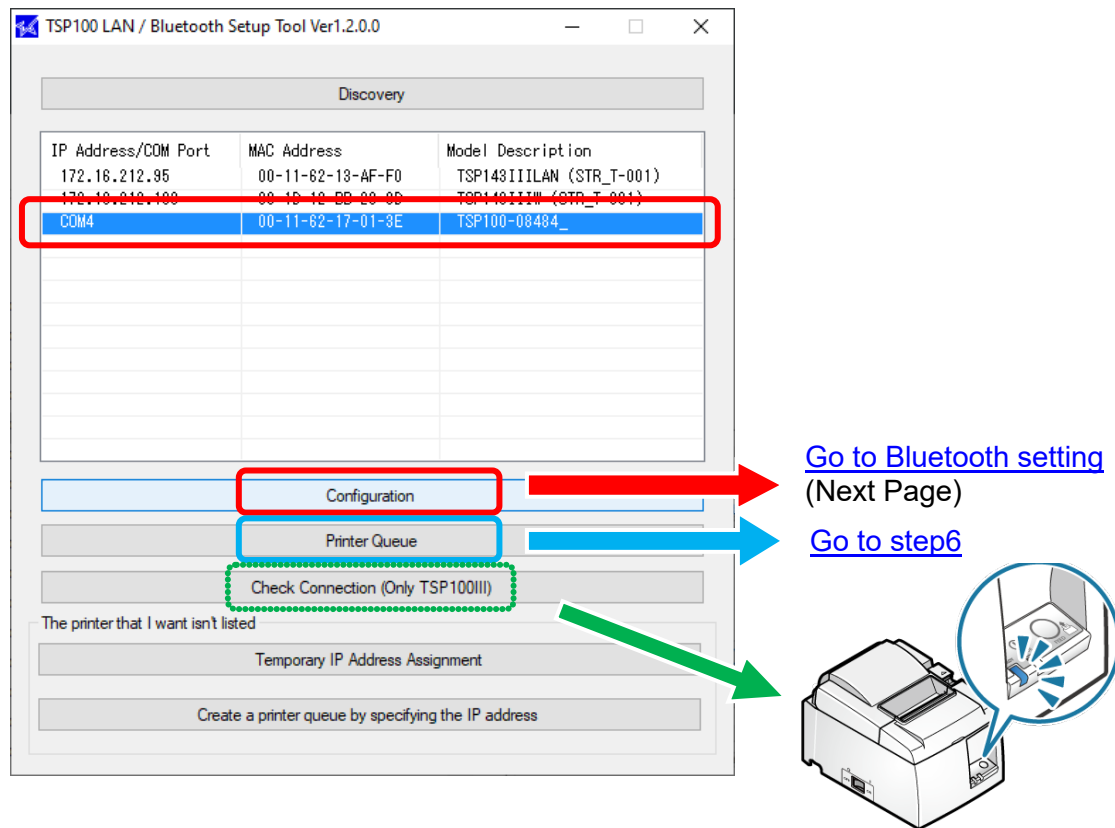 TSP100 LAN / Bluetooth Setup Tool Ver1.2.0.0
Discovery
IP Address/COM Port MAC Address Model Description
172.16.212.95 00-11-62-13-AF-F0 TSP143IIILAN (STR_T-001)
TSP143IIIW (STR_T-001)
COM4 00-11-62-17-01-3E TSP100-08484_
Configuration
Go to Bluetooth setting
(Next Page)
Printer Queue
Go to step6
Check Connection (Only TSP100III)
The printer that I want isn't listed
Temporary IP Address Assignment
Create a printer queue by specifying the IP address